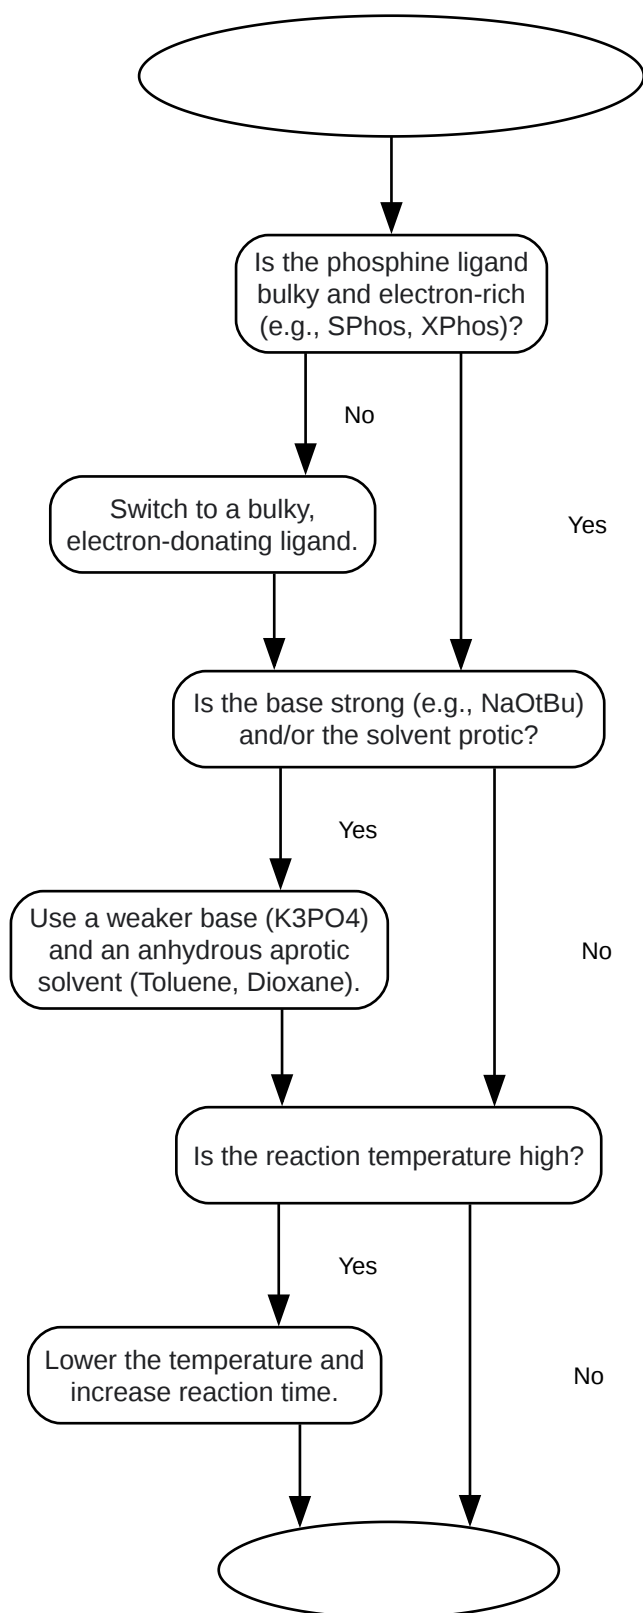 Is the phosphine ligand
bulky and electron-rich
(e.g., SPhos, XPhos)?
No
Switch to a bulky,
electron-donating ligand.
Yes
Is the base strong (e.g., NaOtBu)
and/or the solvent protic?
Yes
Use a weaker base (K3PO4)
and an anhydrous aprotic
solvent (Toluene, Dioxane).
No
Is the reaction temperature high?
Yes
Lower the temperature and
increase reaction time.
No